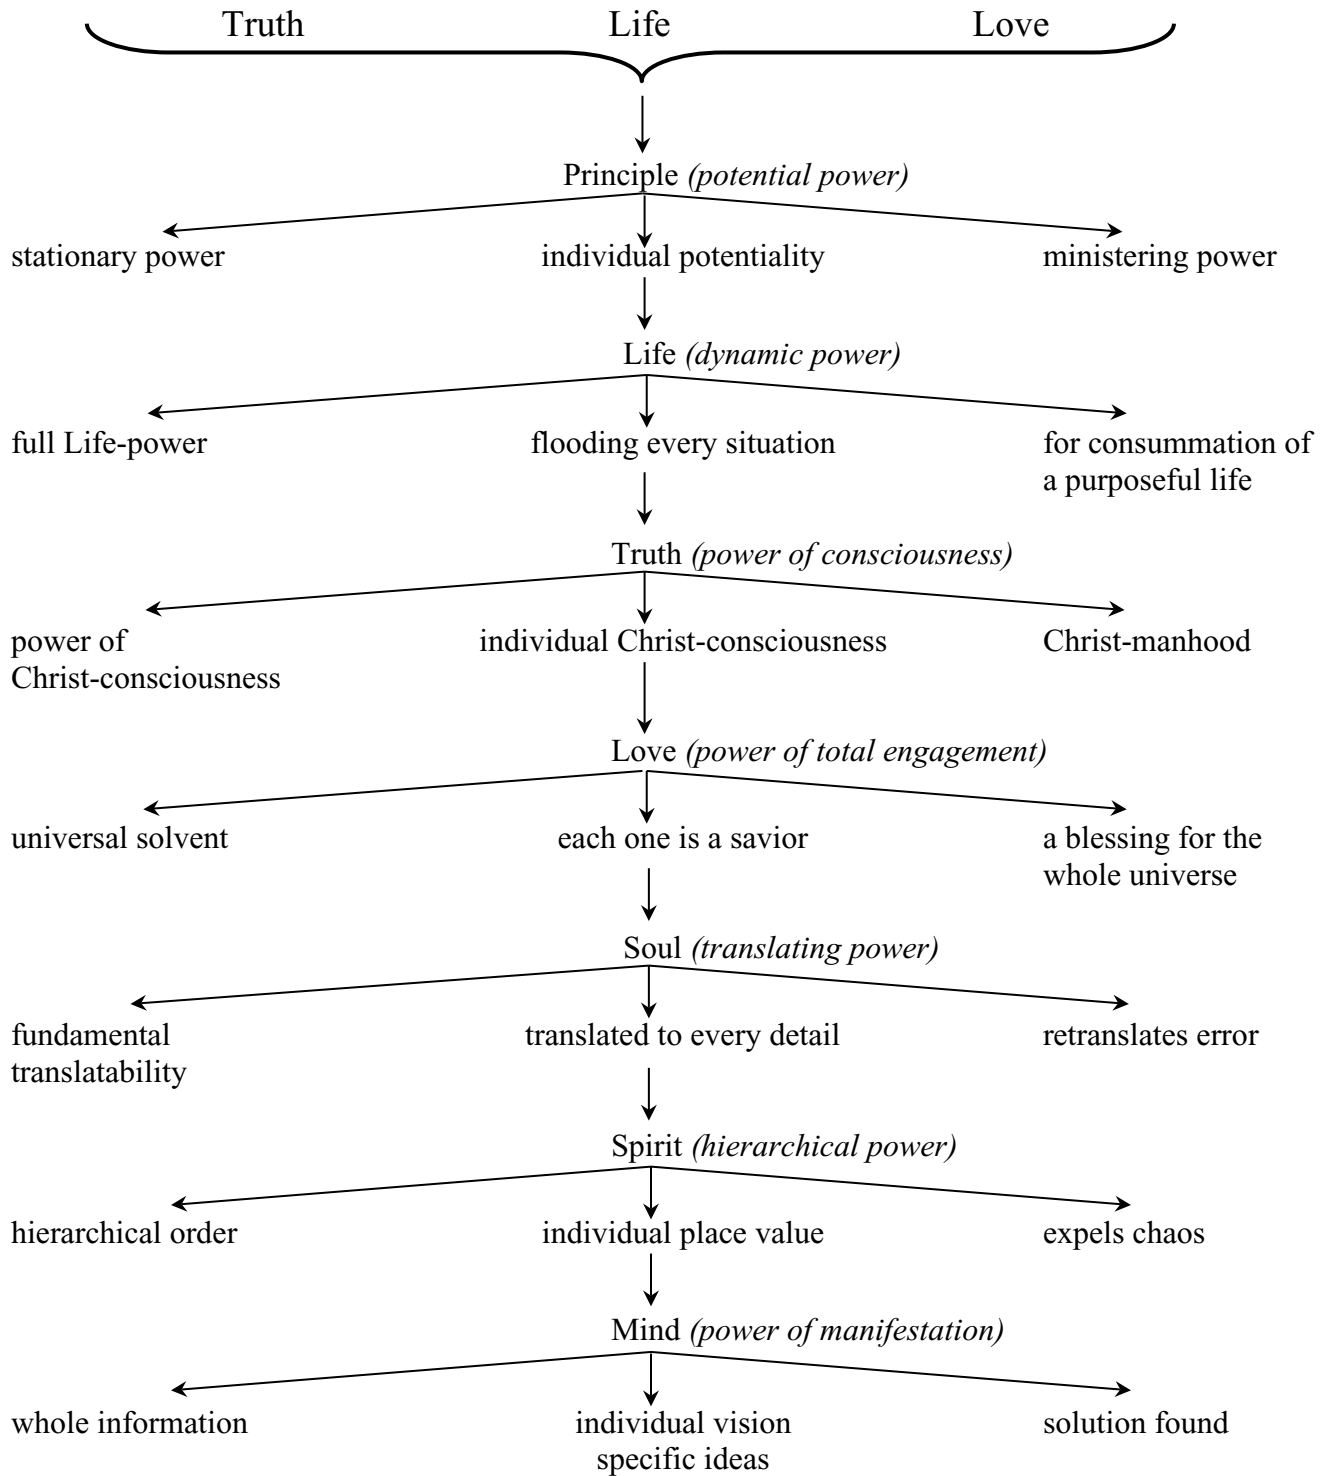 Truth Life Love
Principle (potential power)
stationary power individual potentiality ministering power
Life (dynamic power)
full Life-power flooding every situation for consummation of
a purposeful life
Truth (power of consciousness)
power of individual Christ-consciousness Christ-manhood
Christ-consciousness
Love (power of total engagement)
universal solvent each one is a savior a blessing for the
whole universe
Soul (translating power)
fundamental translated to every detail retranslates error
translatability
Spirit (hierarchical power)
hierarchical order individual place value expels chaos
Mind (power of manifestation)
whole information individual vision solution found
specific ideas